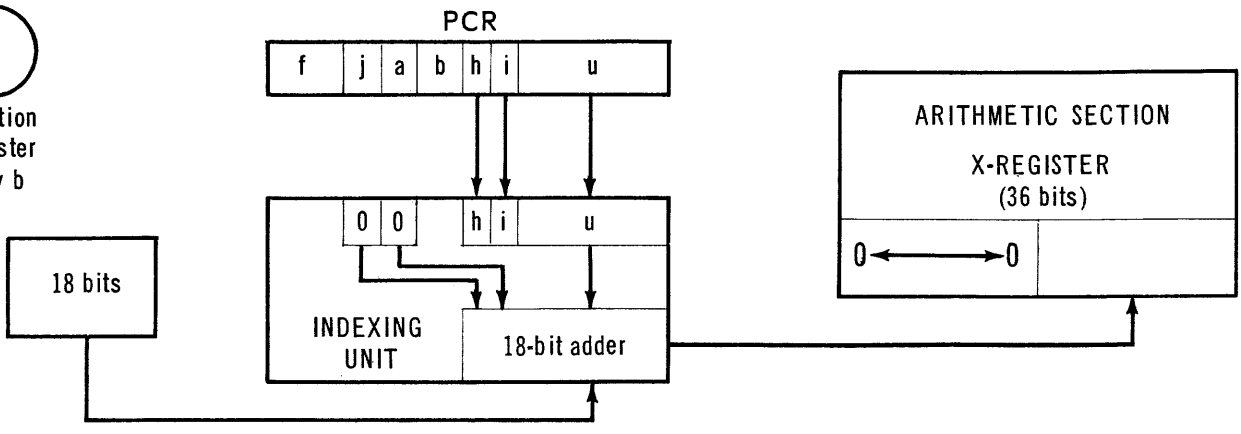 PCR
f j a b h i u
tion
ster
y b
ARITHMETIC SECTION
X-REGISTER
(36 bits)
0 0 h i u
0 0
18 bits
INDEXING
UNIT
18-bit adder